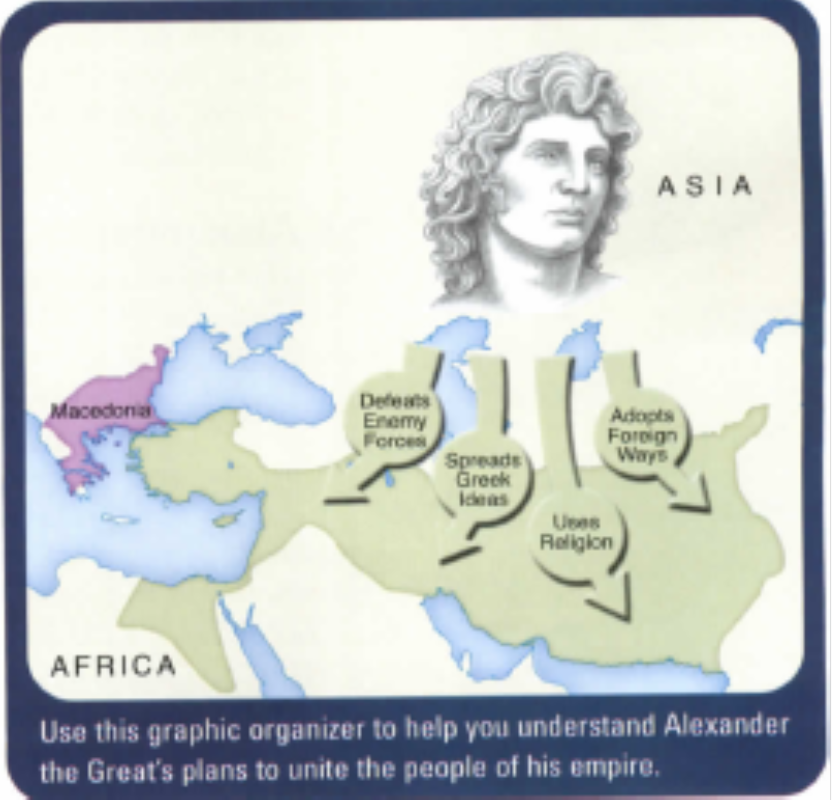 ASIA
Macedonia
Defeats
Enemy
Forces
Spreads
Greek
Ideas
Uses
Religion
Adopts
Foreign
Ways
AFRICA
Use this graphic organizer to help you understand Alexander
the Great's plans to unite the people of his empire.